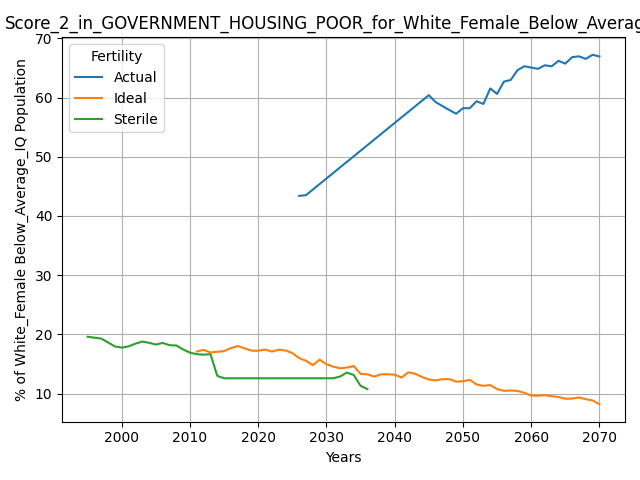 Score_2_in_GOVERNMENT_HOUSING_POOR_for_White_Female_Below_Averag
% of White_Female Below_Average_IQ Population
70
60
50
40
30
20
10
Fertility
Actual
Ideal
Sterile
2000 2010 2020 2030 2040 2050 2060 2070
Years